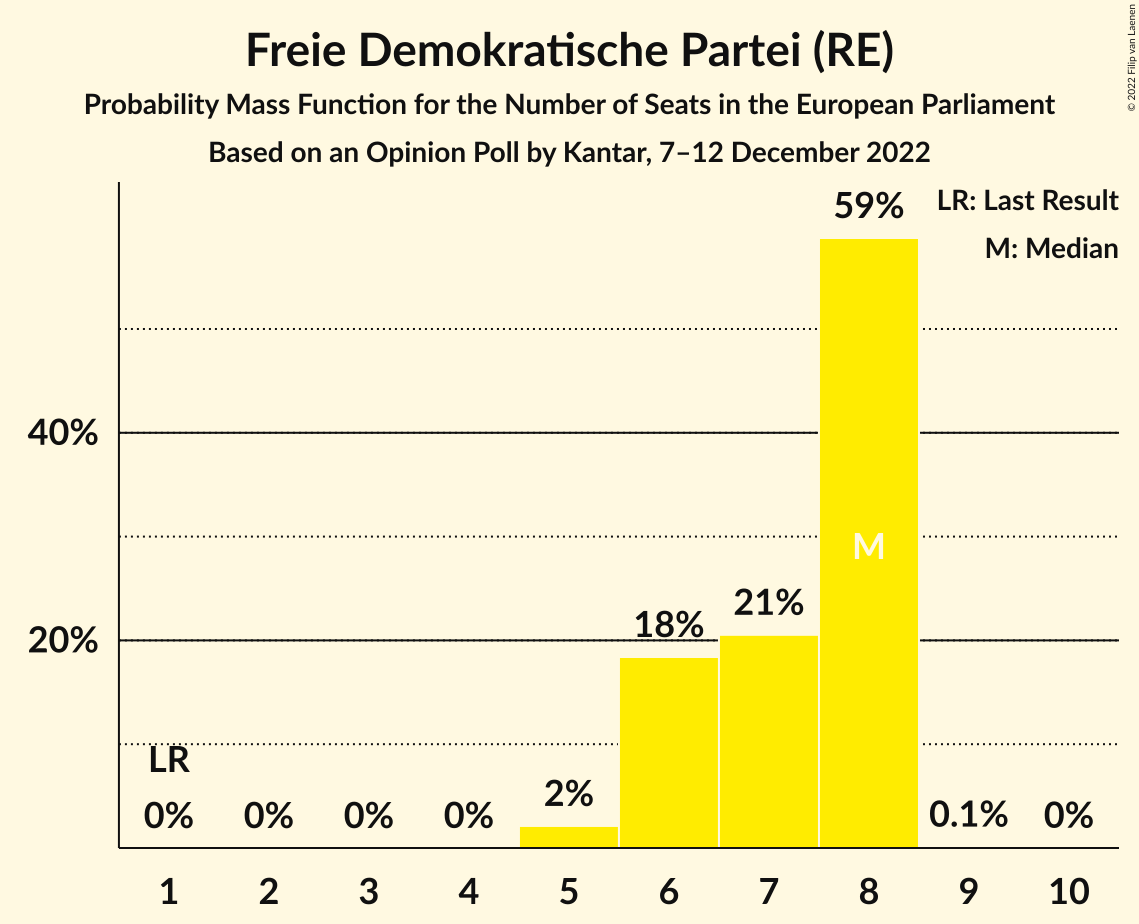 Freie Demokratische Partei (RE)
Probability Mass Function for the Number of Seats in the European Parliament
Based on an Opinion Poll by Kantar, 7–12 December 2022
© 2022 Filip van Laenen
LR: Last Result
M: Median
59%
40%
M
21%
18%
20%
LR
2%
0% 0% 0% 0% 0.1% 0%
1 2 3 4 5 6 7 8 9 10